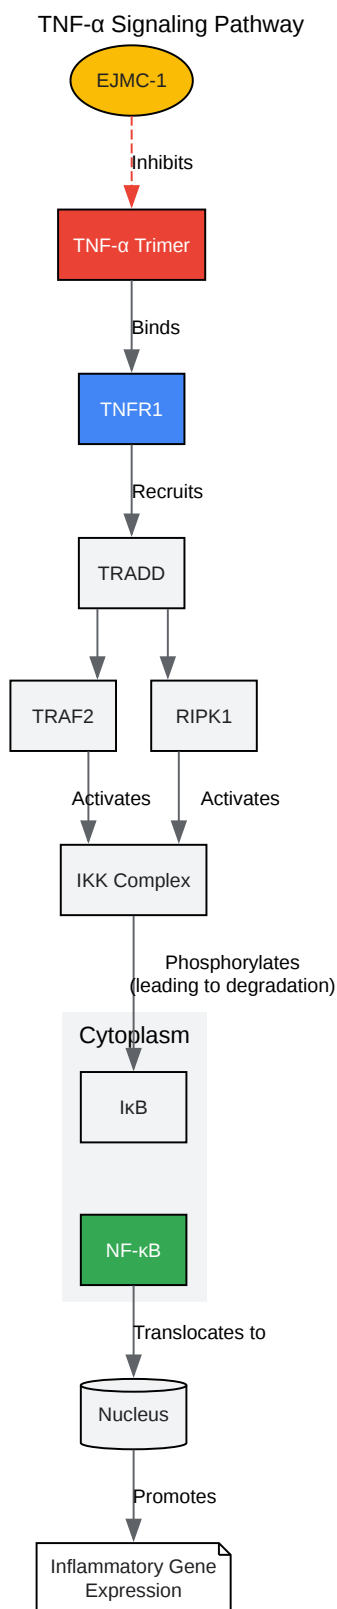 TNF-α Signaling Pathway
EJMC-1
Inhibits
TNF-α Trimer
Binds
TNFR1
Recruits
TRADD
TRAF2
RIPK1
Activates
Activates
IKK Complex
Phosphorylates
(leading to degradation)
Cytoplasm
IκB
NF-κB
Translocates to
Nucleus
Promotes
Inflammatory Gene
Expression